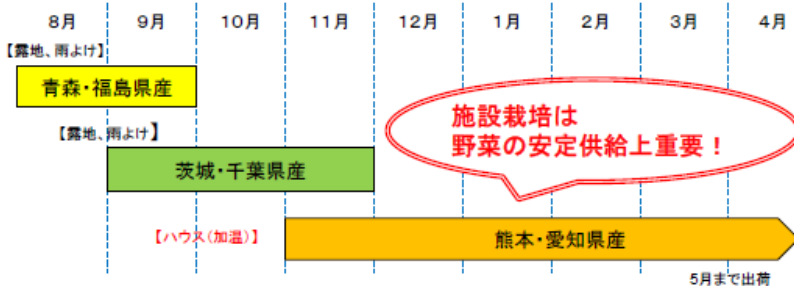 8月 9月 10月 11月 12月 1月 2月 3月 4月
【露地、雨よけ】
青森・福島県産
【露地、雨よけ】
茨城・千葉県産
施設栽培は
野菜の安定供給上重要！
【ハウス(加温)】
熊本・愛知県産
5月まで出荷